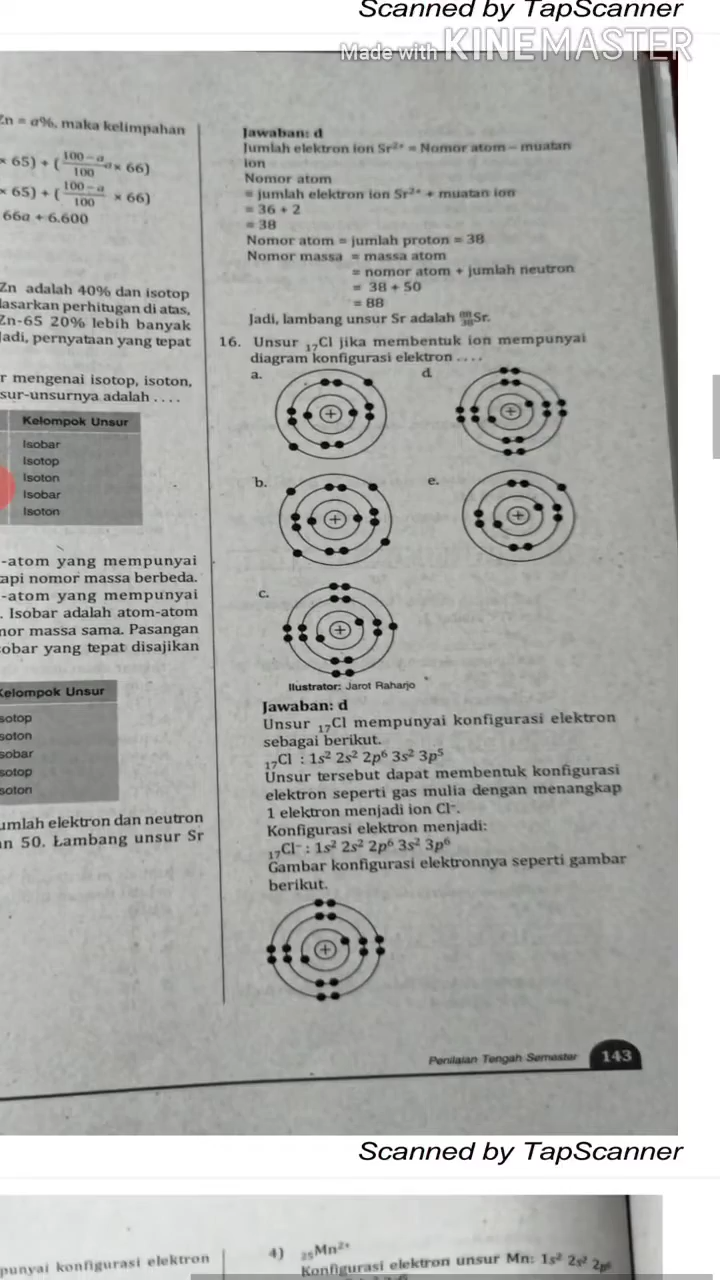 Scanned by TapScanner
Made with KINEMASTER
Zn = a%, maka kelimpahan
× 65) + (100 – a/100 × 66)
× 65) + (100 – a/100 × 66)
66a + 6.600
Zn adalah 40% dan isotop
dasarkan perhitugan di atas,
Zn-65 20% lebih banyak
Jadi, pernyataan yang tepat
r mengenai isotop, isoton,
sur-unsurnya adalah . . . .
Kelompok Unsur
Isobar
Isotop
Isoton
Isobar
Isoton
-atom yang mempunyai
api nomor massa berbeda.
-atom yang mempunyai
. Isobar adalah atom-atom
mor massa sama. Pasangan
obar yang tepat disajikan
Kelompok Unsur
sotop
soton
sobar
sotop
soton
umlah elektron dan neutron
an 50. Lambang unsur Sr
Jawaban: d
Jumlah elektron ion Sr²⁺ = Nomor atom – muatan
ion
Nomor atom
= jumlah elektron ion Sr²⁺ + muatan ion
= 36 + 2
= 38
Nomor atom = jumlah proton = 38
Nomor massa = massa atom
= nomor atom + jumlah neutron
= 38 + 50
= 88
Jadi, lambang unsur Sr adalah ⁸⁸₃₈Sr.
16. Unsur ₁₇Cl jika membentuk ion mempunyai
diagram konfigurasi elektron . . . .
a. d.
b. e.
c.
Ilustrator: Jarot Raharjo
Jawaban: d
Unsur ₁₇Cl mempunyai konfigurasi elektron
sebagai berikut.
₁₇Cl : 1s² 2s² 2p⁶ 3s² 3p⁵
Unsur tersebut dapat membentuk konfigurasi
elektron seperti gas mulia dengan menangkap
1 elektron menjadi ion Cl⁻.
Konfigurasi elektron menjadi:
₁₇Cl⁻ : 1s² 2s² 2p⁶ 3s² 3p⁶
Gambar konfigurasi elektronnya seperti gambar
berikut.
Penilaian Tengah Semester 143
Scanned by TapScanner
punyai konfigurasi elektron
4) ₂₅Mn²⁺
Konfigurasi elektron unsur Mn: 1s² 2s² 2p⁶